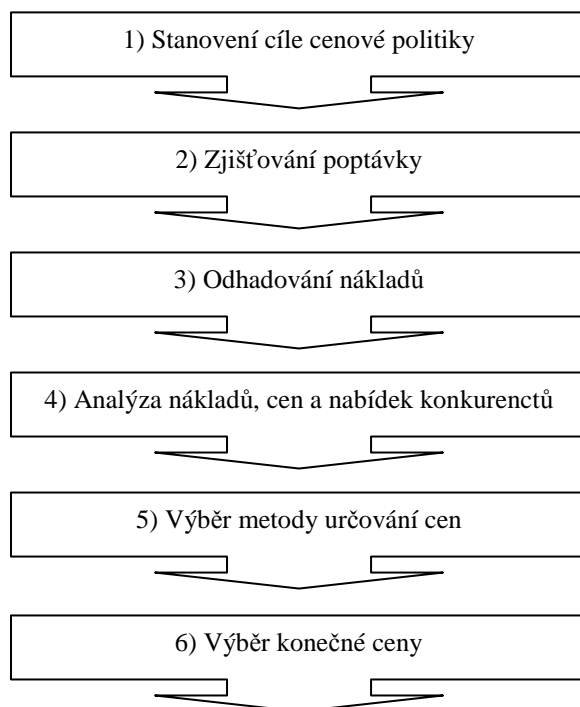 1) Stanovení cíle cenové politiky
2) Zjišťování poptávky
3) Odhadování nákladů
4) Analýza nákladů, cen a nabídek konkurenctů
5) Výběr metody určování cen
6) Výběr konečné ceny